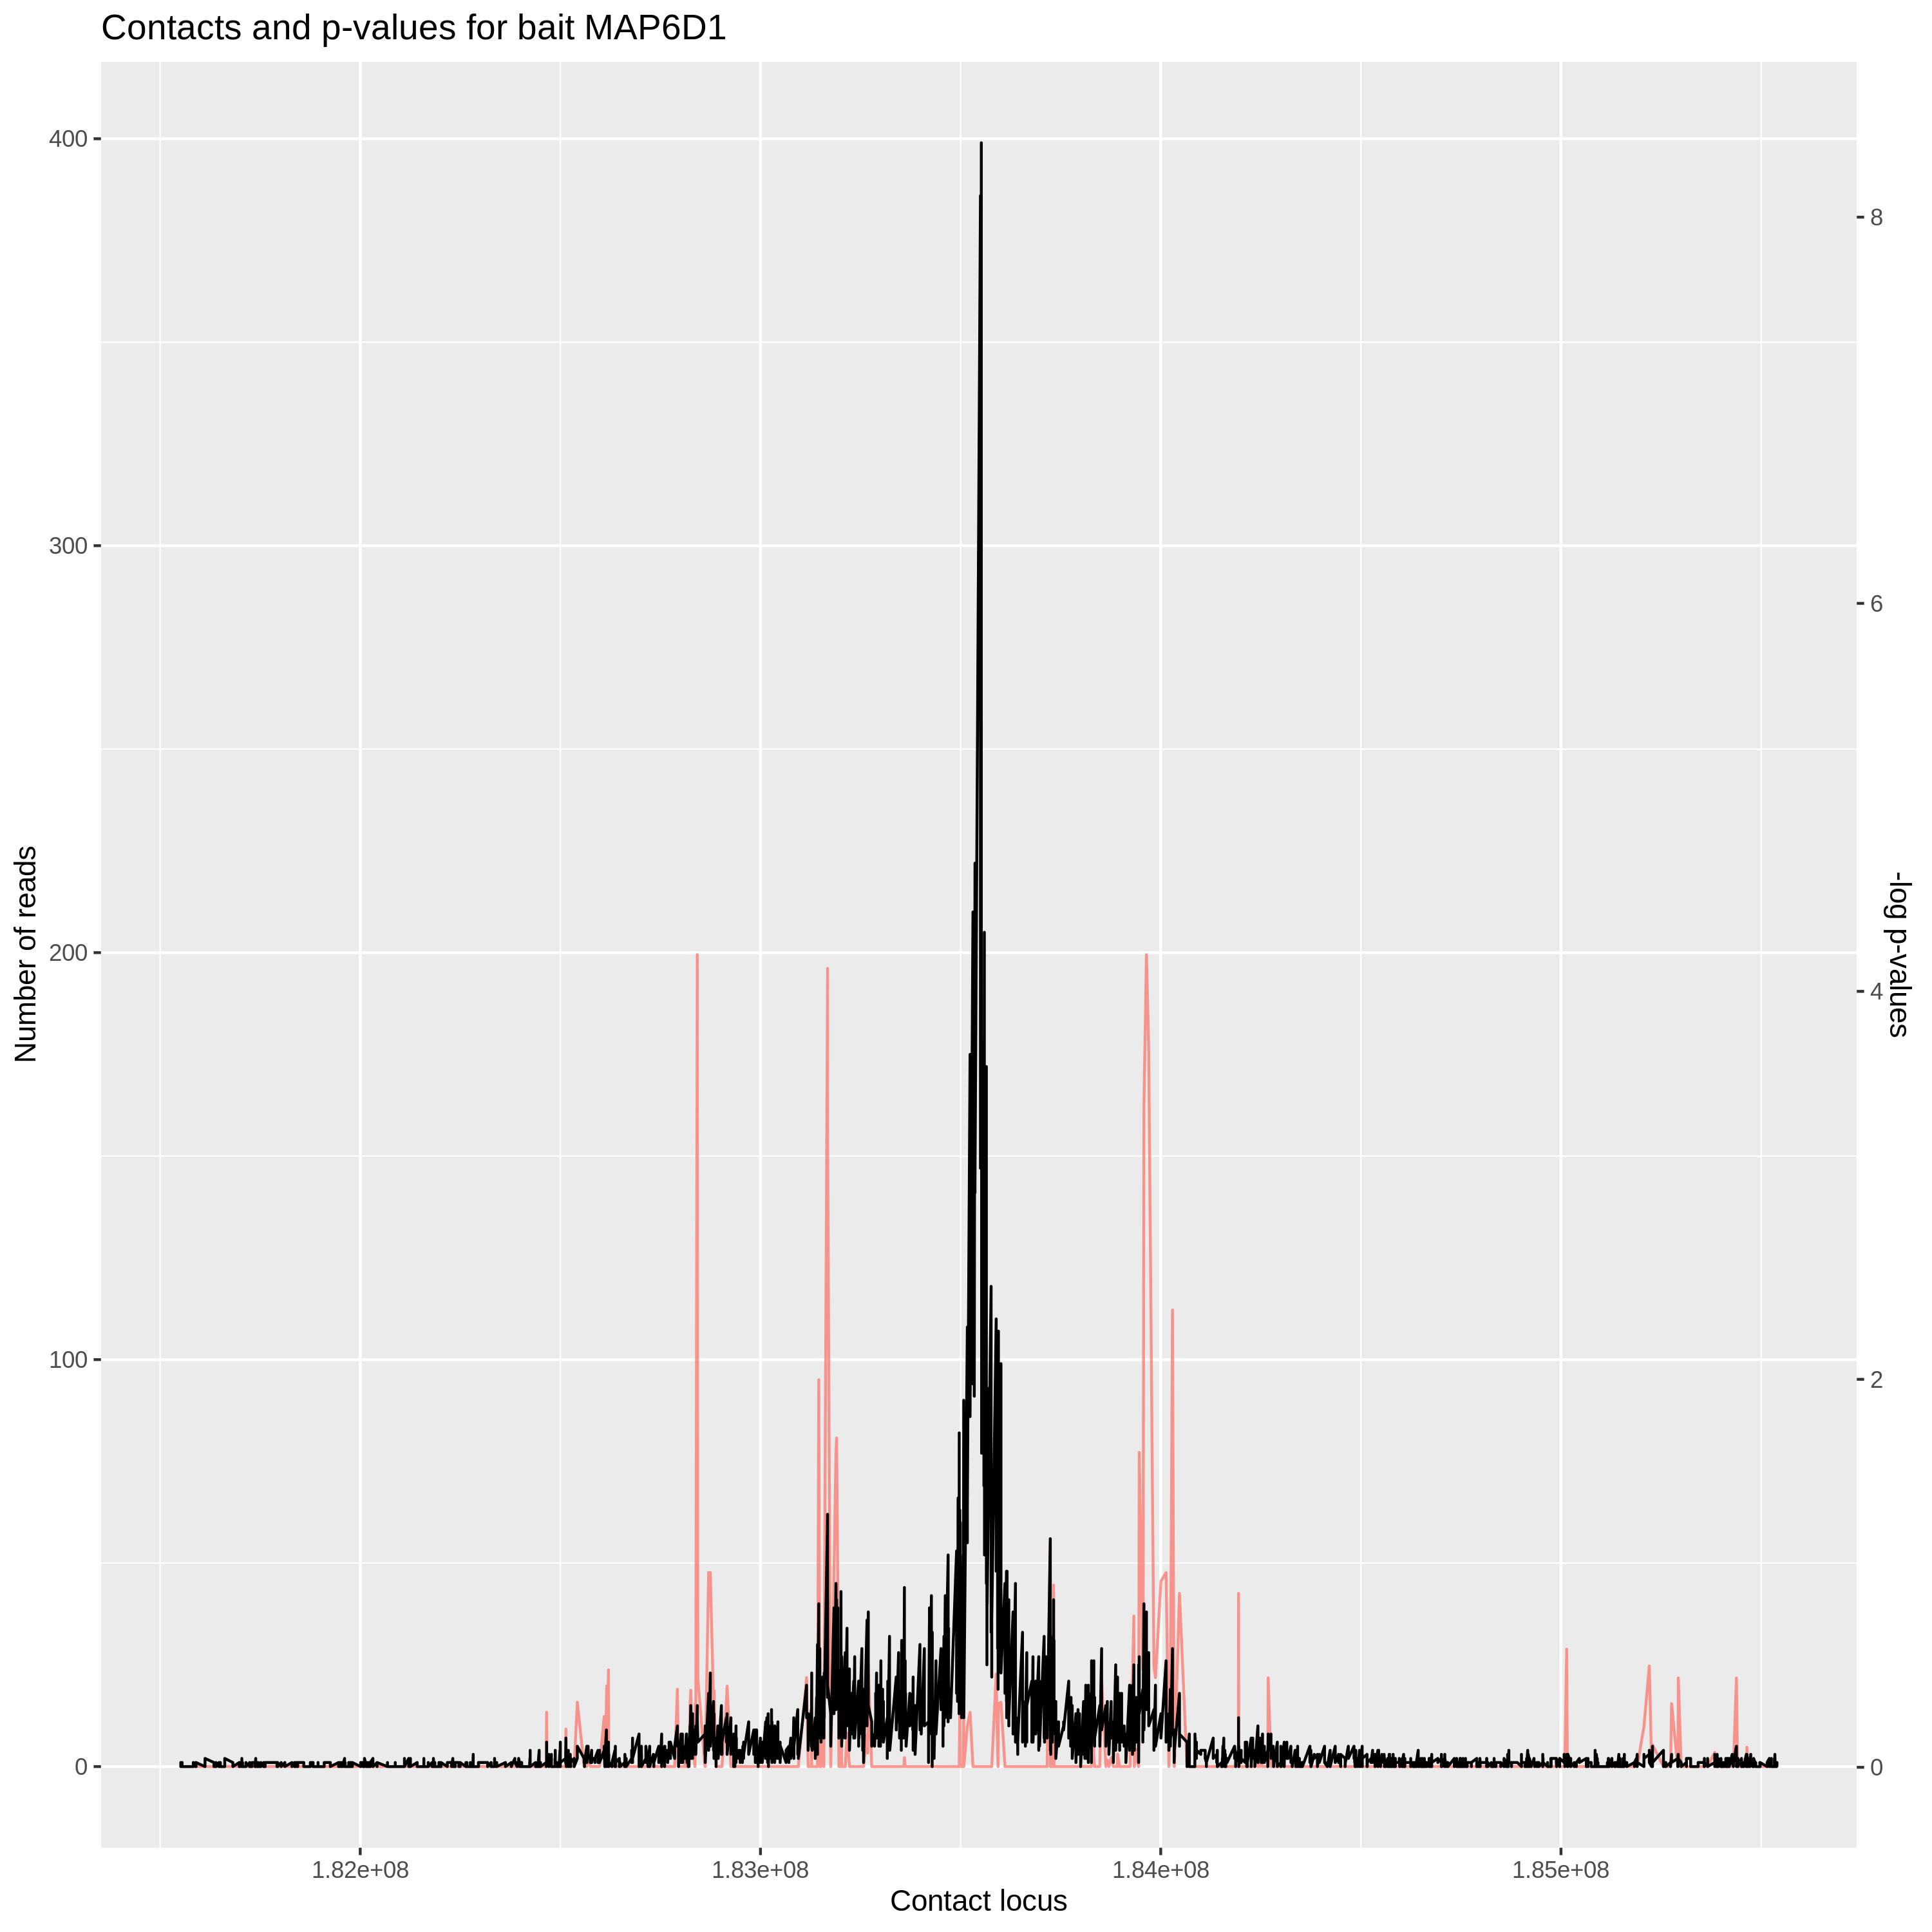 Contacts and p-values for bait MAP6D1
400
300
200
100
0
Number of reads
8
6
4
2
0
-log p-values
1.82e+08
1.83e+08
1.84e+08
1.85e+08
Contact locus